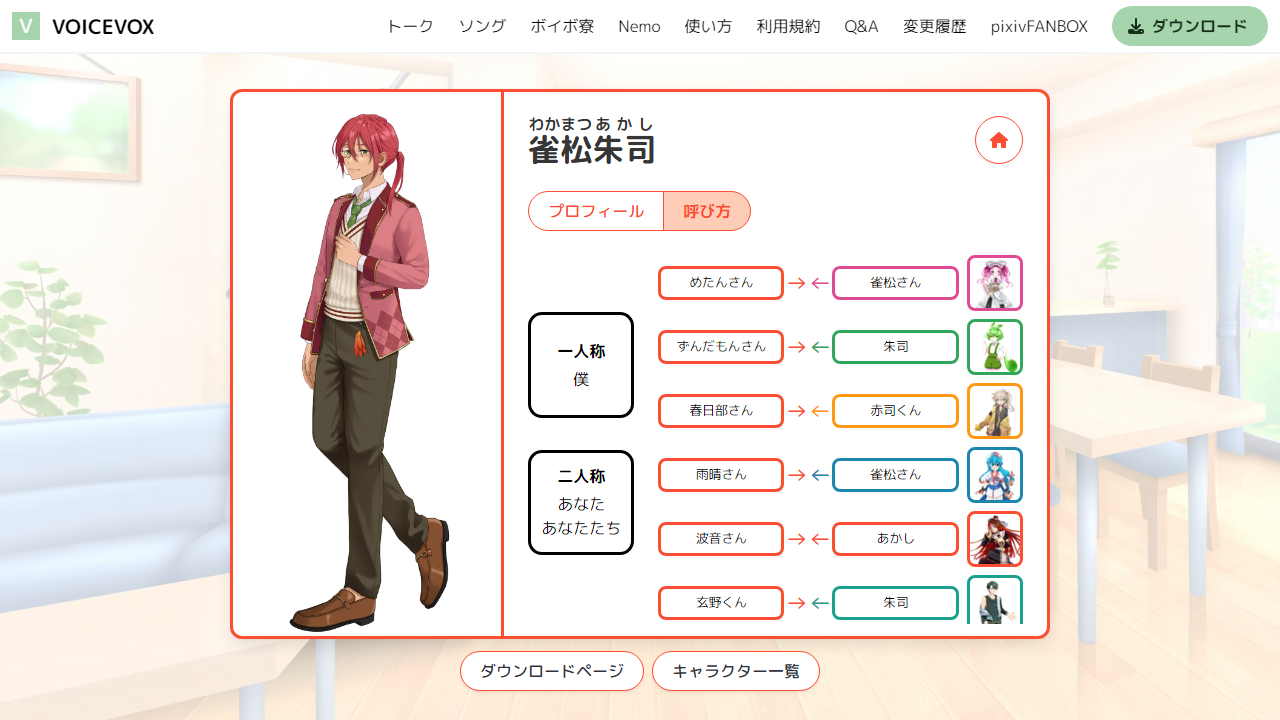 V VOICEVOX トーク ソング ボイボ寮 Nemo 使い方 利用規約 Q&A 変更履歴 pixivFANBOX ダウンロード
わかまつ あかし
雀松朱司
プロフィール 呼び方
一人称
僕
二人称
あなた
あなたたち
めたんさん → ← 雀松さん
ずんだもんさん → ← 朱司
春日部さん → ← 赤司くん
雨晴さん → ← 雀松さん
波音さん → ← あかし
玄野くん → ← 朱司
ダウンロードページ キャラクター一覧